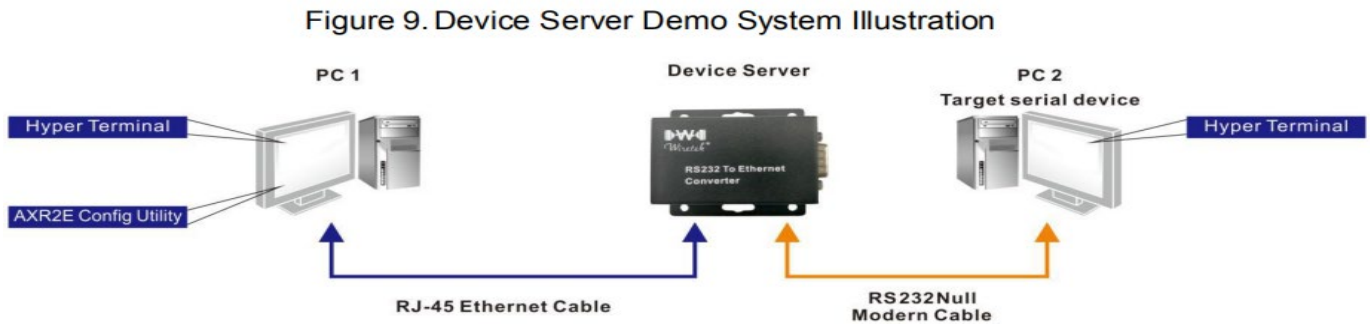 Figure 9. Device Server Demo System Illustration
PC 1
Device Server
PC 2
Target serial device
Hyper Terminal
Hyper Terminal
Wiretek®
RS232 To Ethernet
Converter
AXR2E Config Utility
RJ-45 Ethernet Cable
RS232Null
Modern Cable